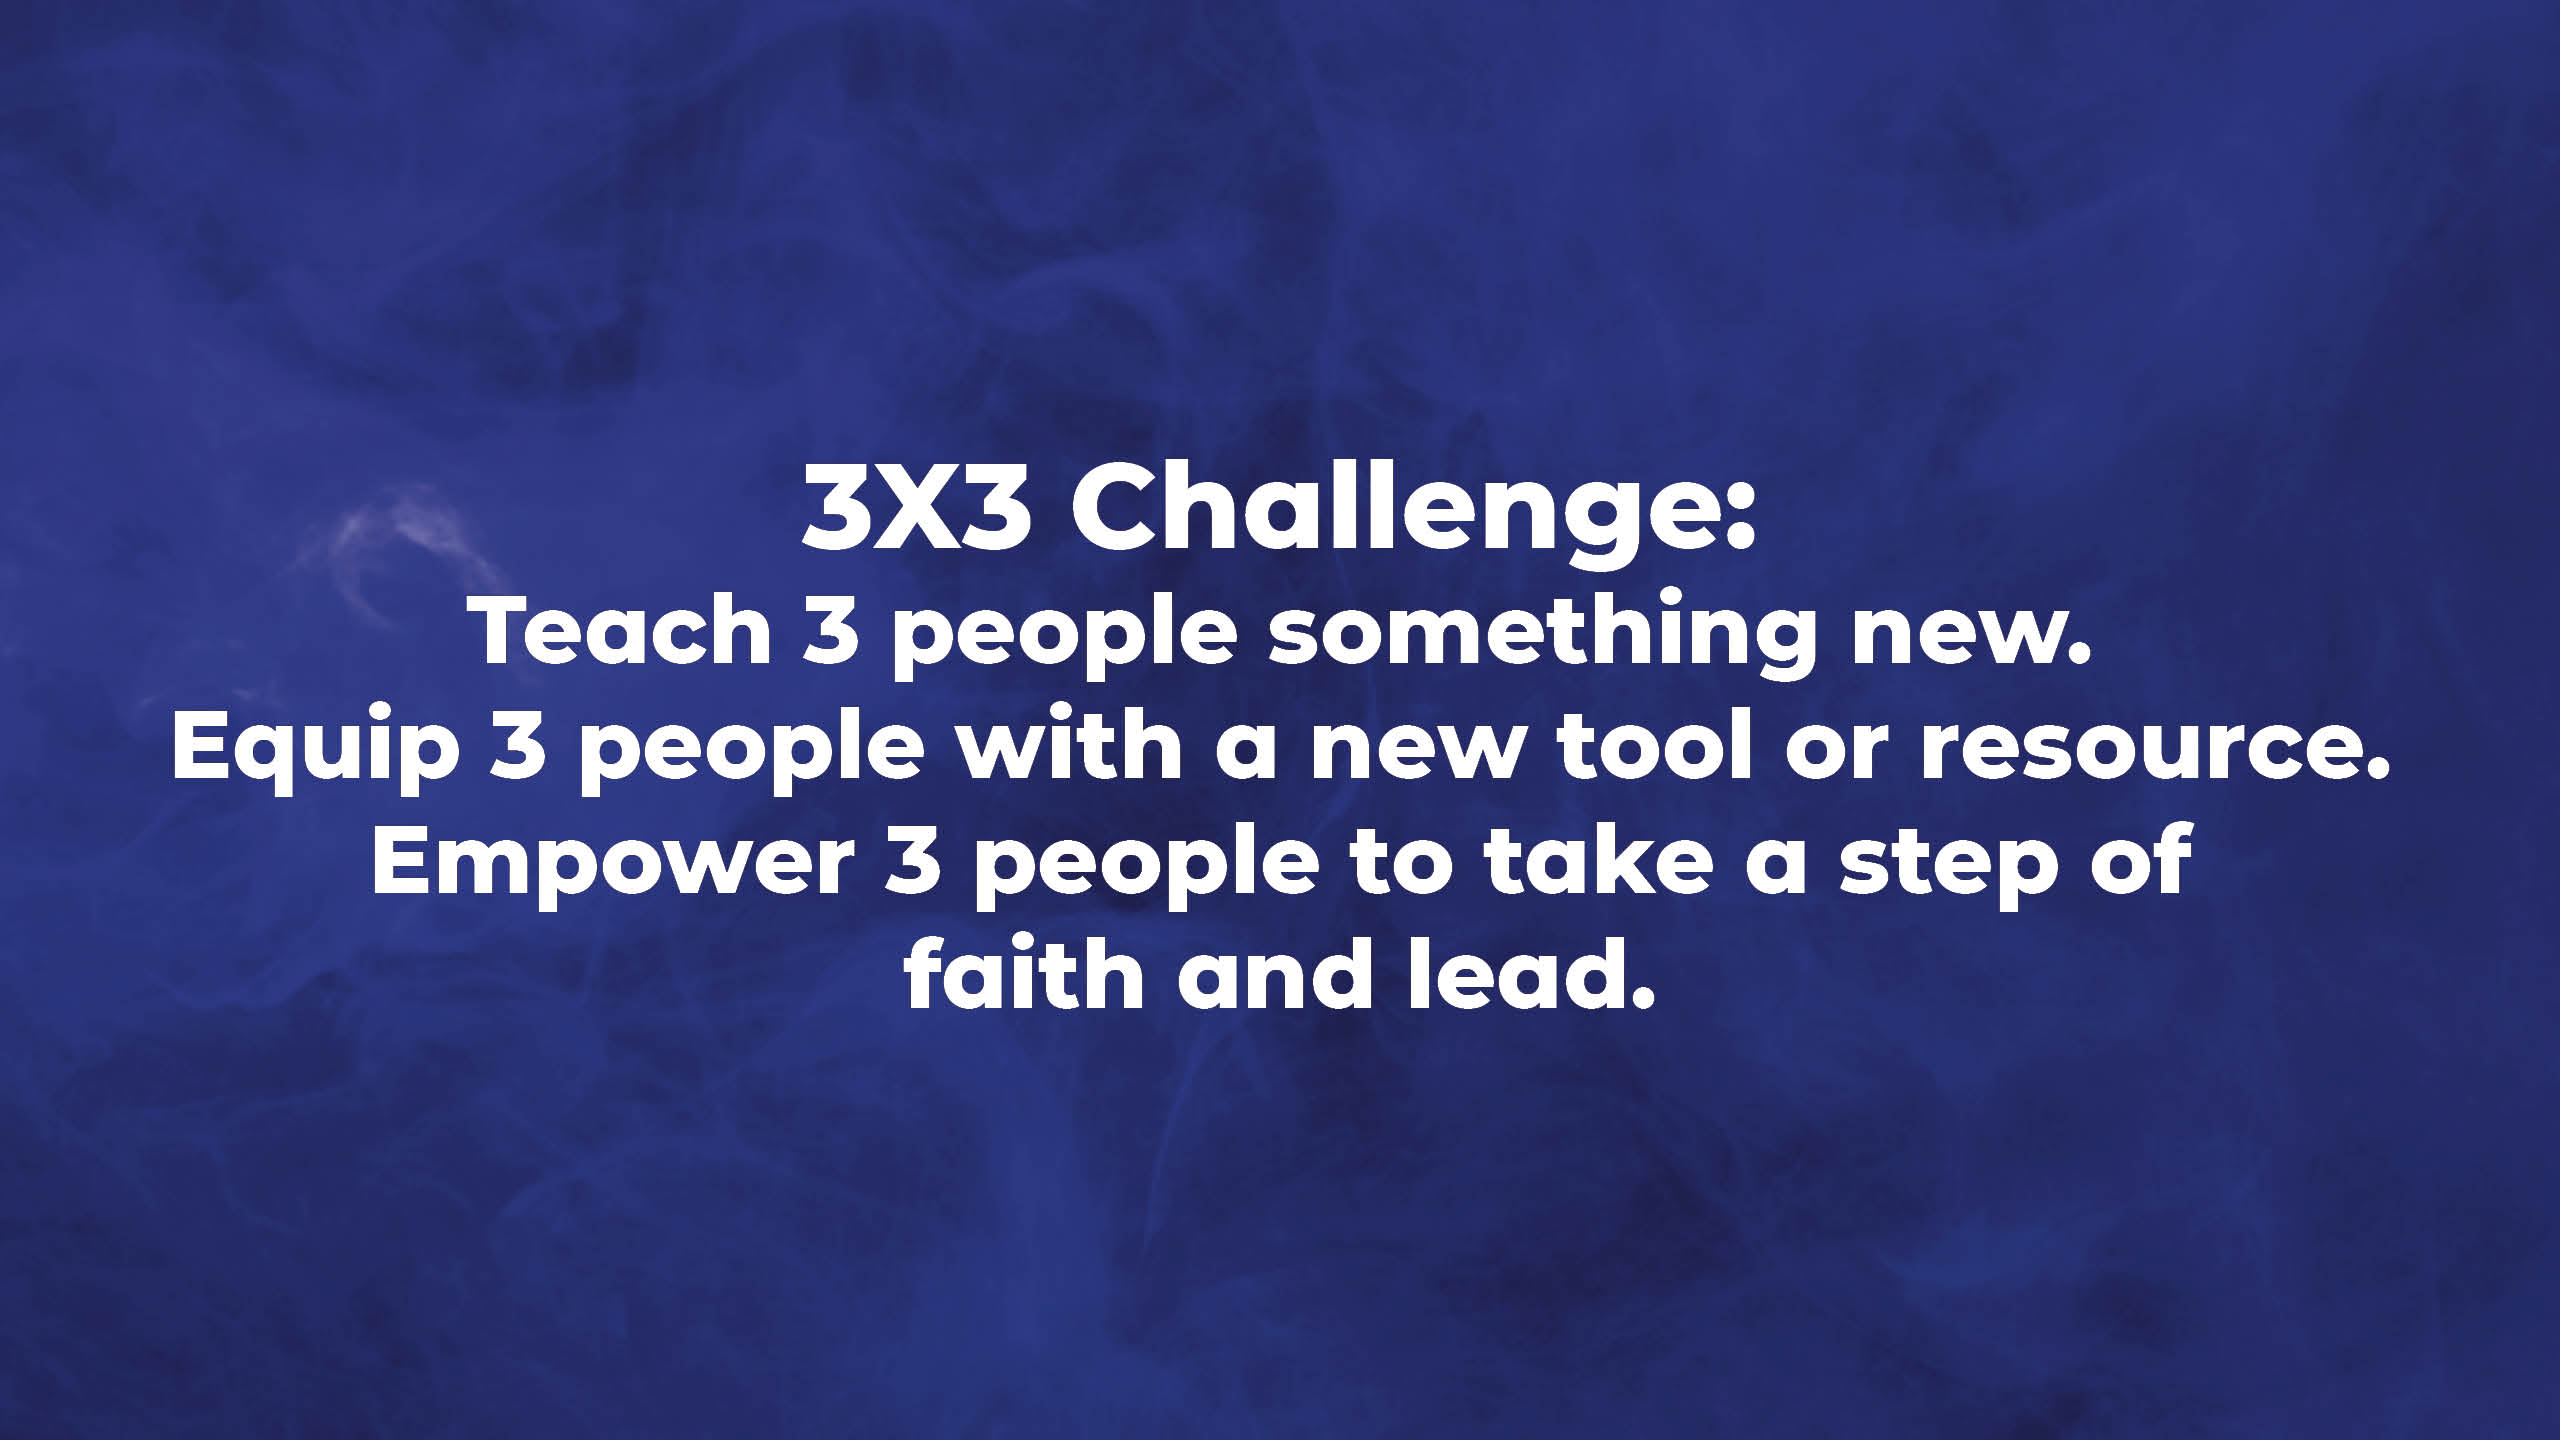 3X3 Challenge:
Teach 3 people something new.
Equip 3 people with a new tool or resource.
Empower 3 people to take a step of
faith and lead.